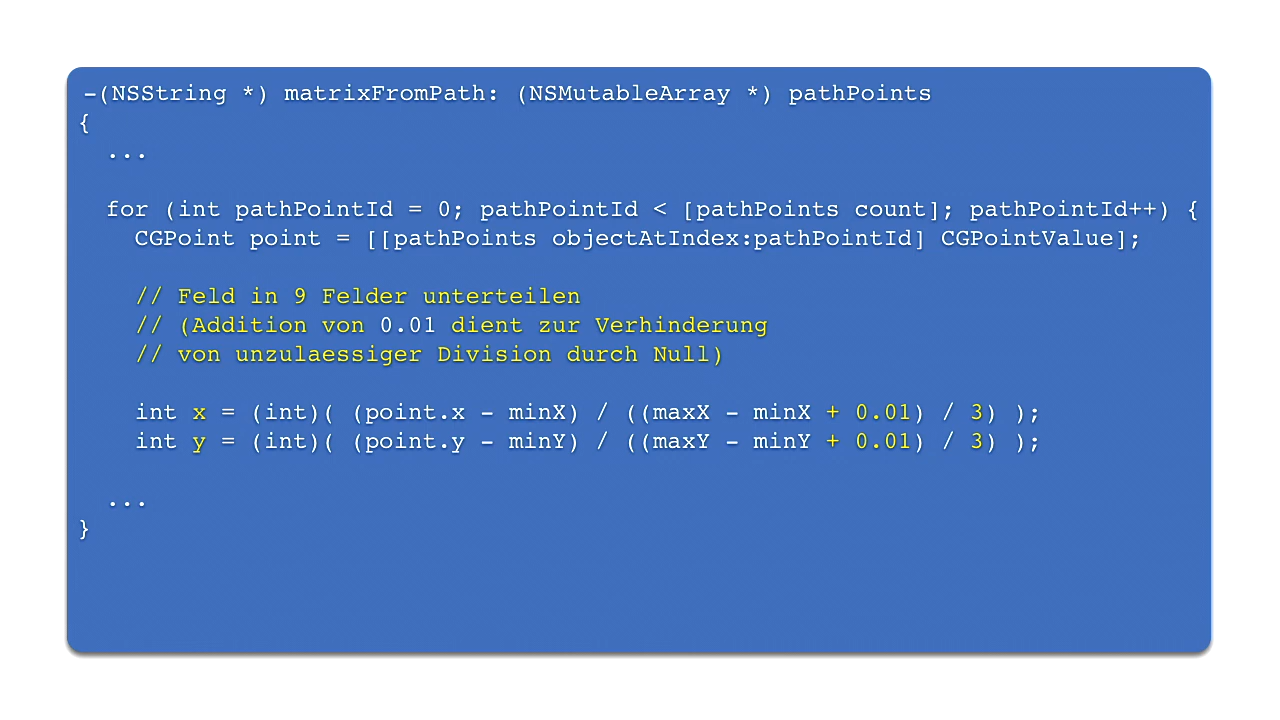 -(NSString *) matrixFromPath: (NSMutableArray *) pathPoints
{
...
for (int pathPointId = 0; pathPointId < [pathPoints count]; pathPointId++) {
CGPoint point = [[pathPoints objectAtIndex:pathPointId] CGPointValue];
// Feld in 9 Felder unterteilen
// (Addition von 0.01 dient zur Verhinderung
// von unzulaessiger Division durch Null)
int x = (int)( (point.x - minX) / ((maxX - minX + 0.01) / 3) );
int y = (int)( (point.y - minY) / ((maxY - minY + 0.01) / 3) );
...
}